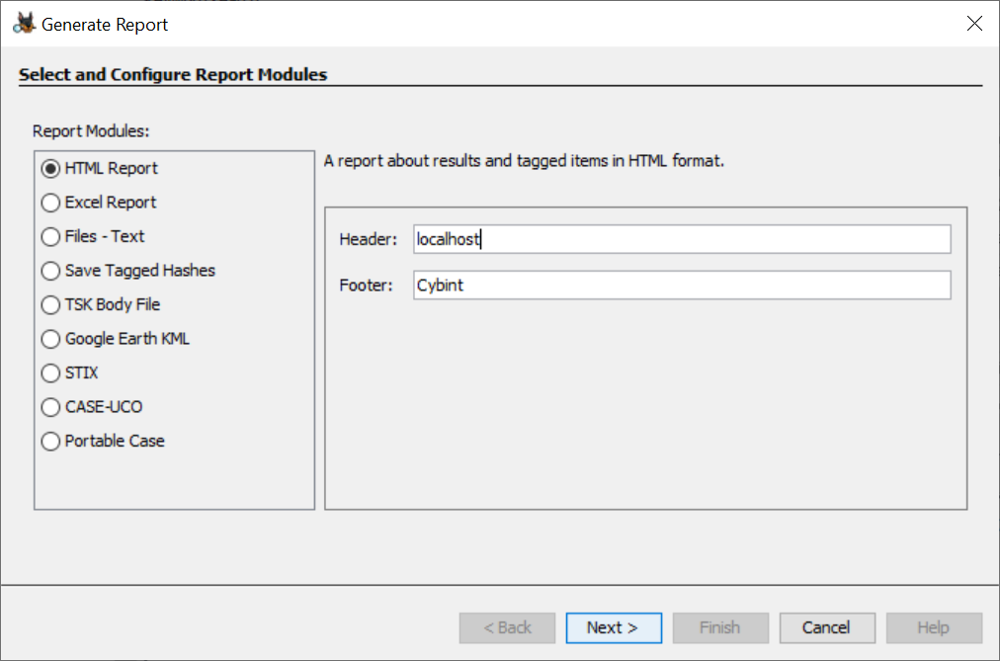 Generate Report
Select and Configure Report Modules
Report Modules:
HTML Report
Excel Report
Files - Text
Save Tagged Hashes
TSK Body File
Google Earth KML
STIX
CASE-UCO
Portable Case
A report about results and tagged items in HTML format.
Header: localhost
Footer: Cybint
< Back Next > Finish Cancel Help